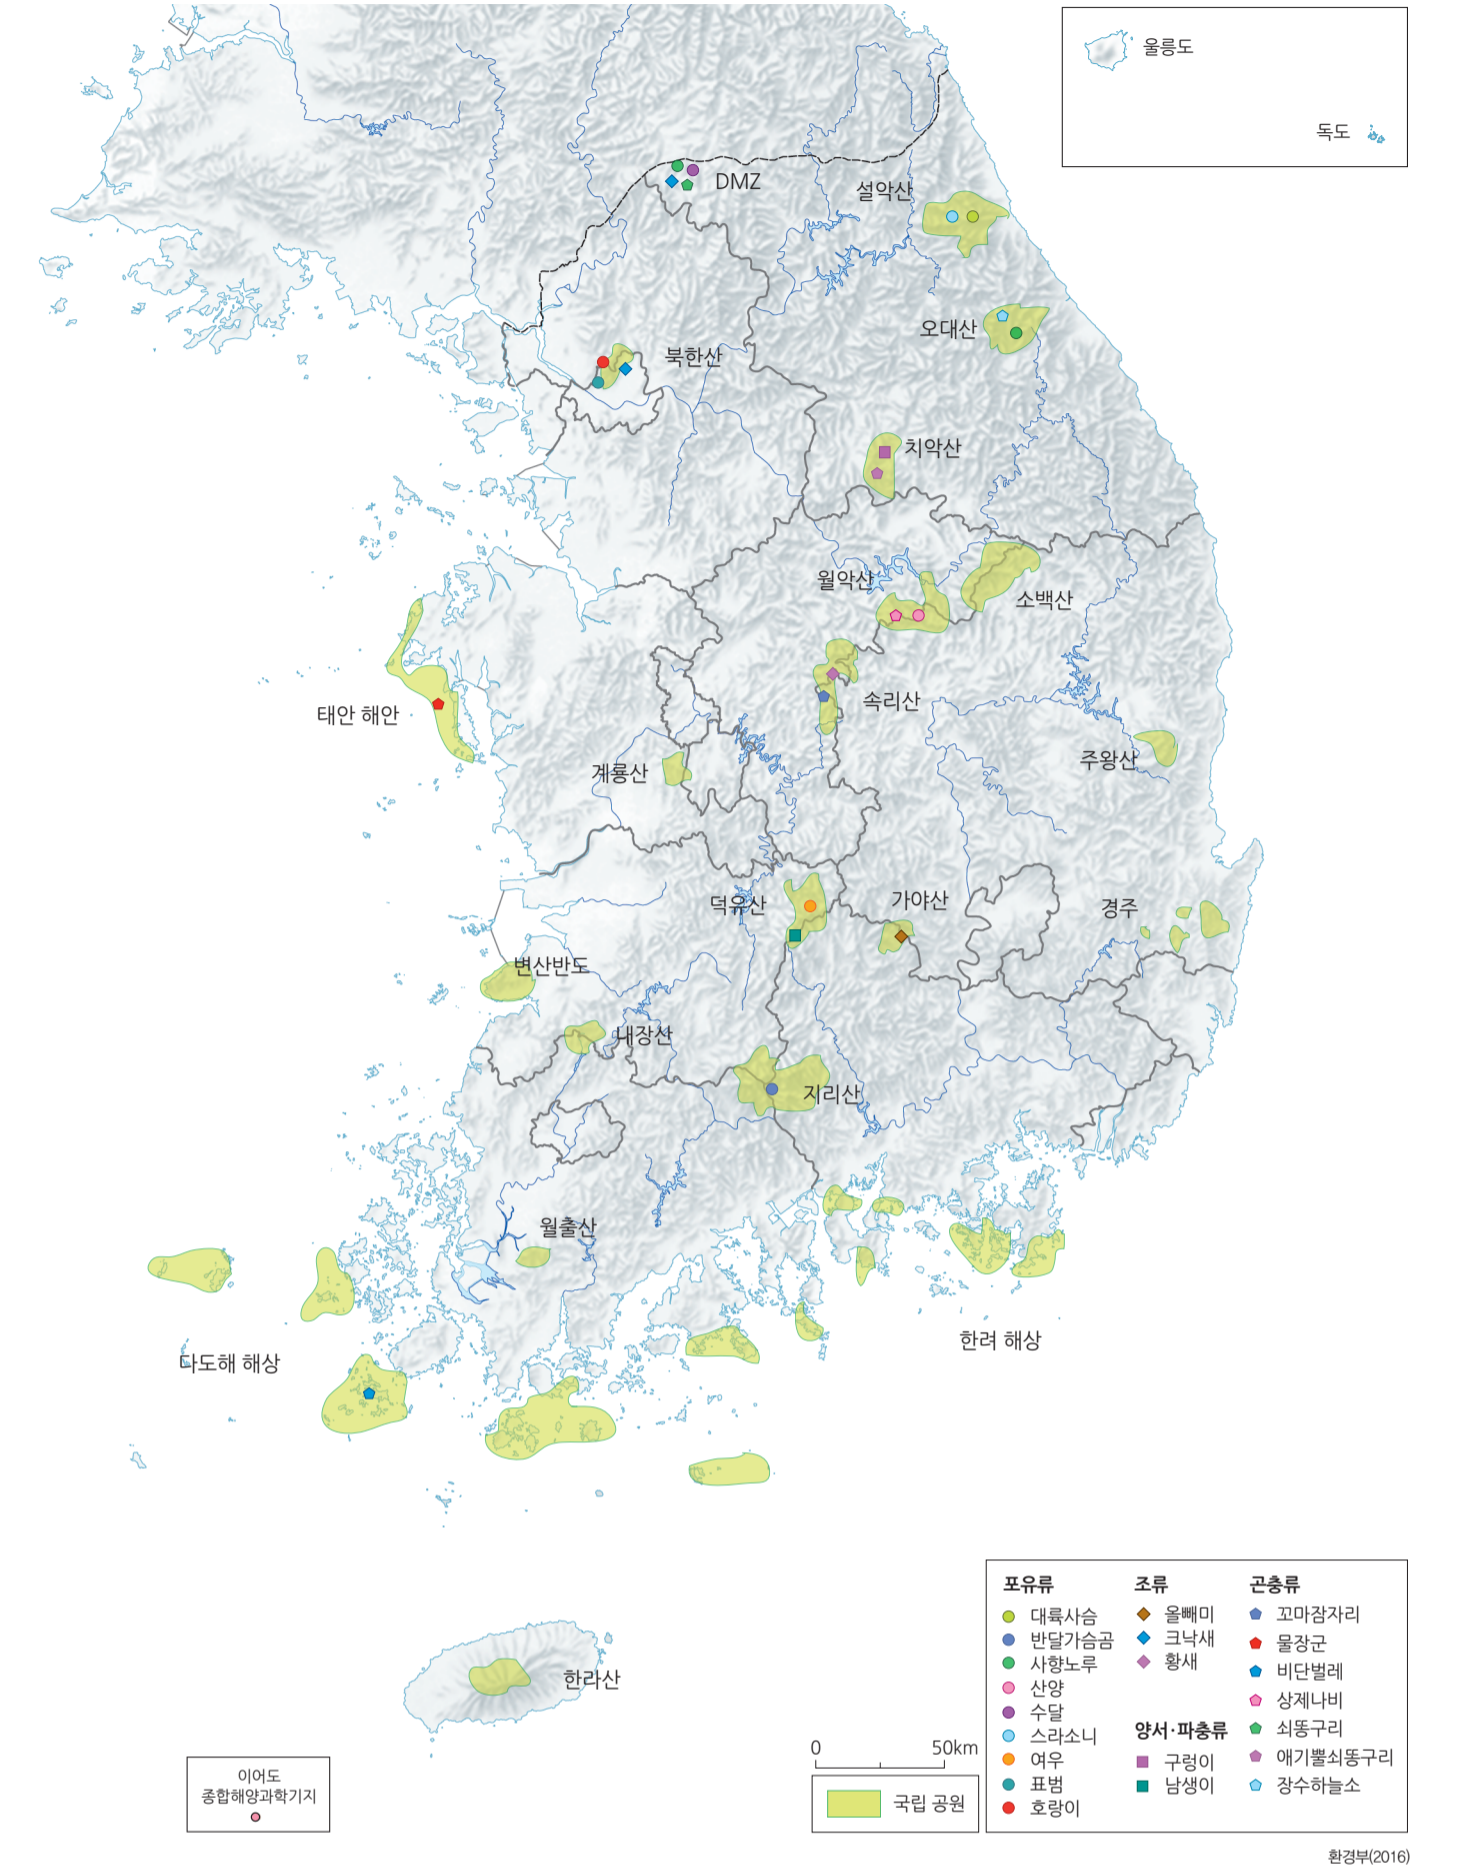 울릉도
독도
DMZ
설악산
오대산
북한산
치악산
월악산
소백산
태안 해안
속리산
주왕산
계룡산
덕유산
가야산
경주
변산반도
내장산
지리산
월출산
다도해 해상
한려 해상
한라산
이어도
종합해양과학기지
0 50km
국립 공원
포유류
대륙사슴
반달가슴곰
사향노루
산양
수달
스라소니
여우
표범
호랑이
조류
올빼미
크낙새
황새
양서·파충류
구렁이
남생이
곤충류
꼬마잠자리
물장군
비단벌레
상제나비
쇠똥구리
애기뿔쇠똥구리
장수하늘소
환경부(2016)